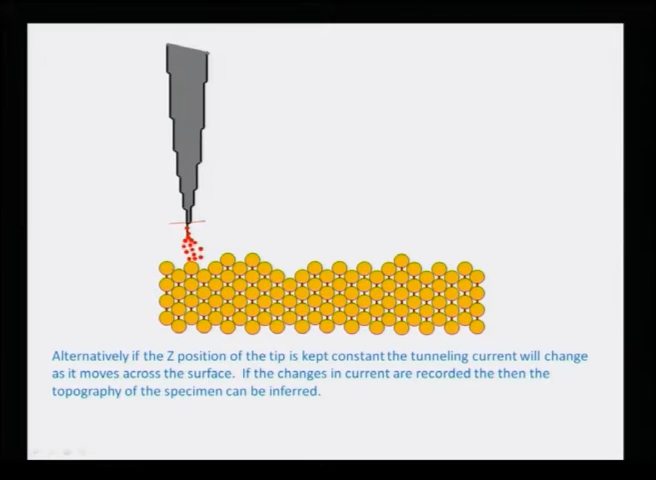 Alternatively if the Z position of the tip is kept constant the tunneling current will change
as it moves across the surface.  If the changes in current are recorded the then the
topography of the specimen can be inferred.